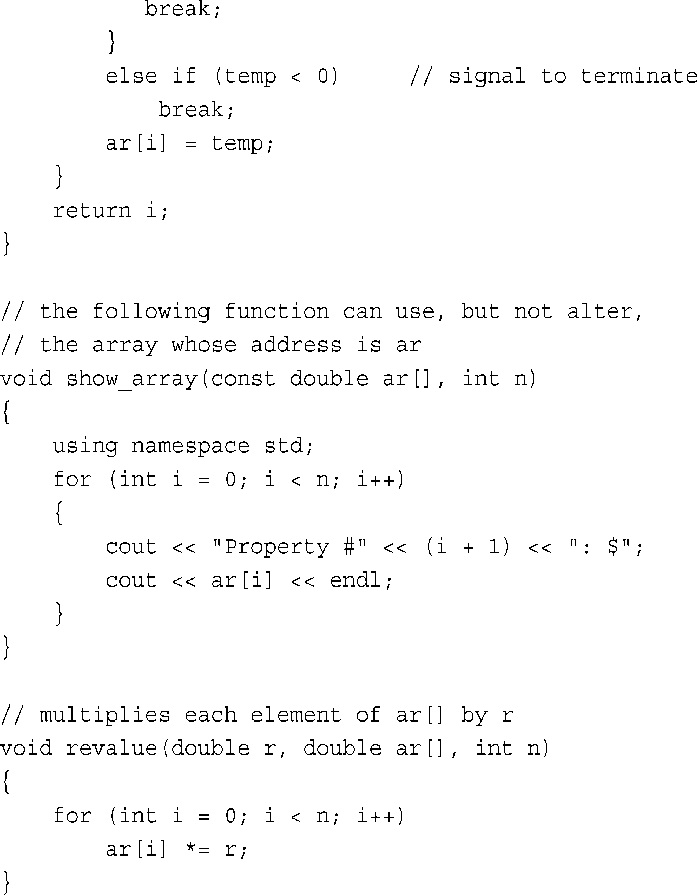 break;
        }
        else if (temp < 0)     // signal to terminate
            break;
        ar[i] = temp;
    }
    return i;
}

// the following function can use, but not alter,
// the array whose address is ar
void show_array(const double ar[], int n)
{
    using namespace std;
    for (int i = 0; i < n; i++)
    {
        cout << "Property #" << (i + 1) << ": $";
        cout << ar[i] << endl;
    }
}

// multiplies each element of ar[] by r
void revalue(double r, double ar[], int n)
{
    for (int i = 0; i < n; i++)
        ar[i] *= r;
}